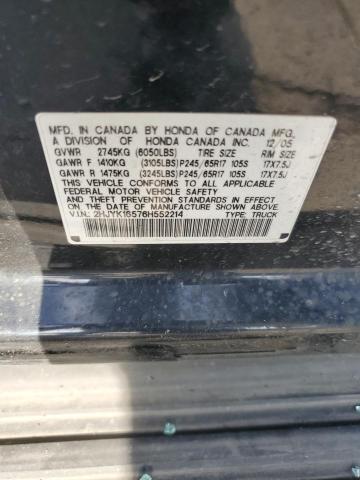 MFD. IN CANADA BY HONDA OF CANADA MFG.,
A DIVISION OF HONDA CANADA INC. 12/05
GVWR 2745KG (6050LBS) TIRE SIZE RIM SIZE
GAWR F 1410KG (3105LBS) P245/65R17 105S 17X7.5J
GAWR R 1475KG (3245LBS) P245/65R17 105S 17X7.5J
THIS VEHICLE CONFORMS TO ALL APPLICABLE
FEDERAL MOTOR VEHICLE SAFETY
AND THEFT PREVENTION STANDARDS IN EFFECT
ON THE DATE OF MANUFACTURE SHOWN ABOVE.
V.I.N.: 2HJYK16576H552214 TYPE: TRUCK